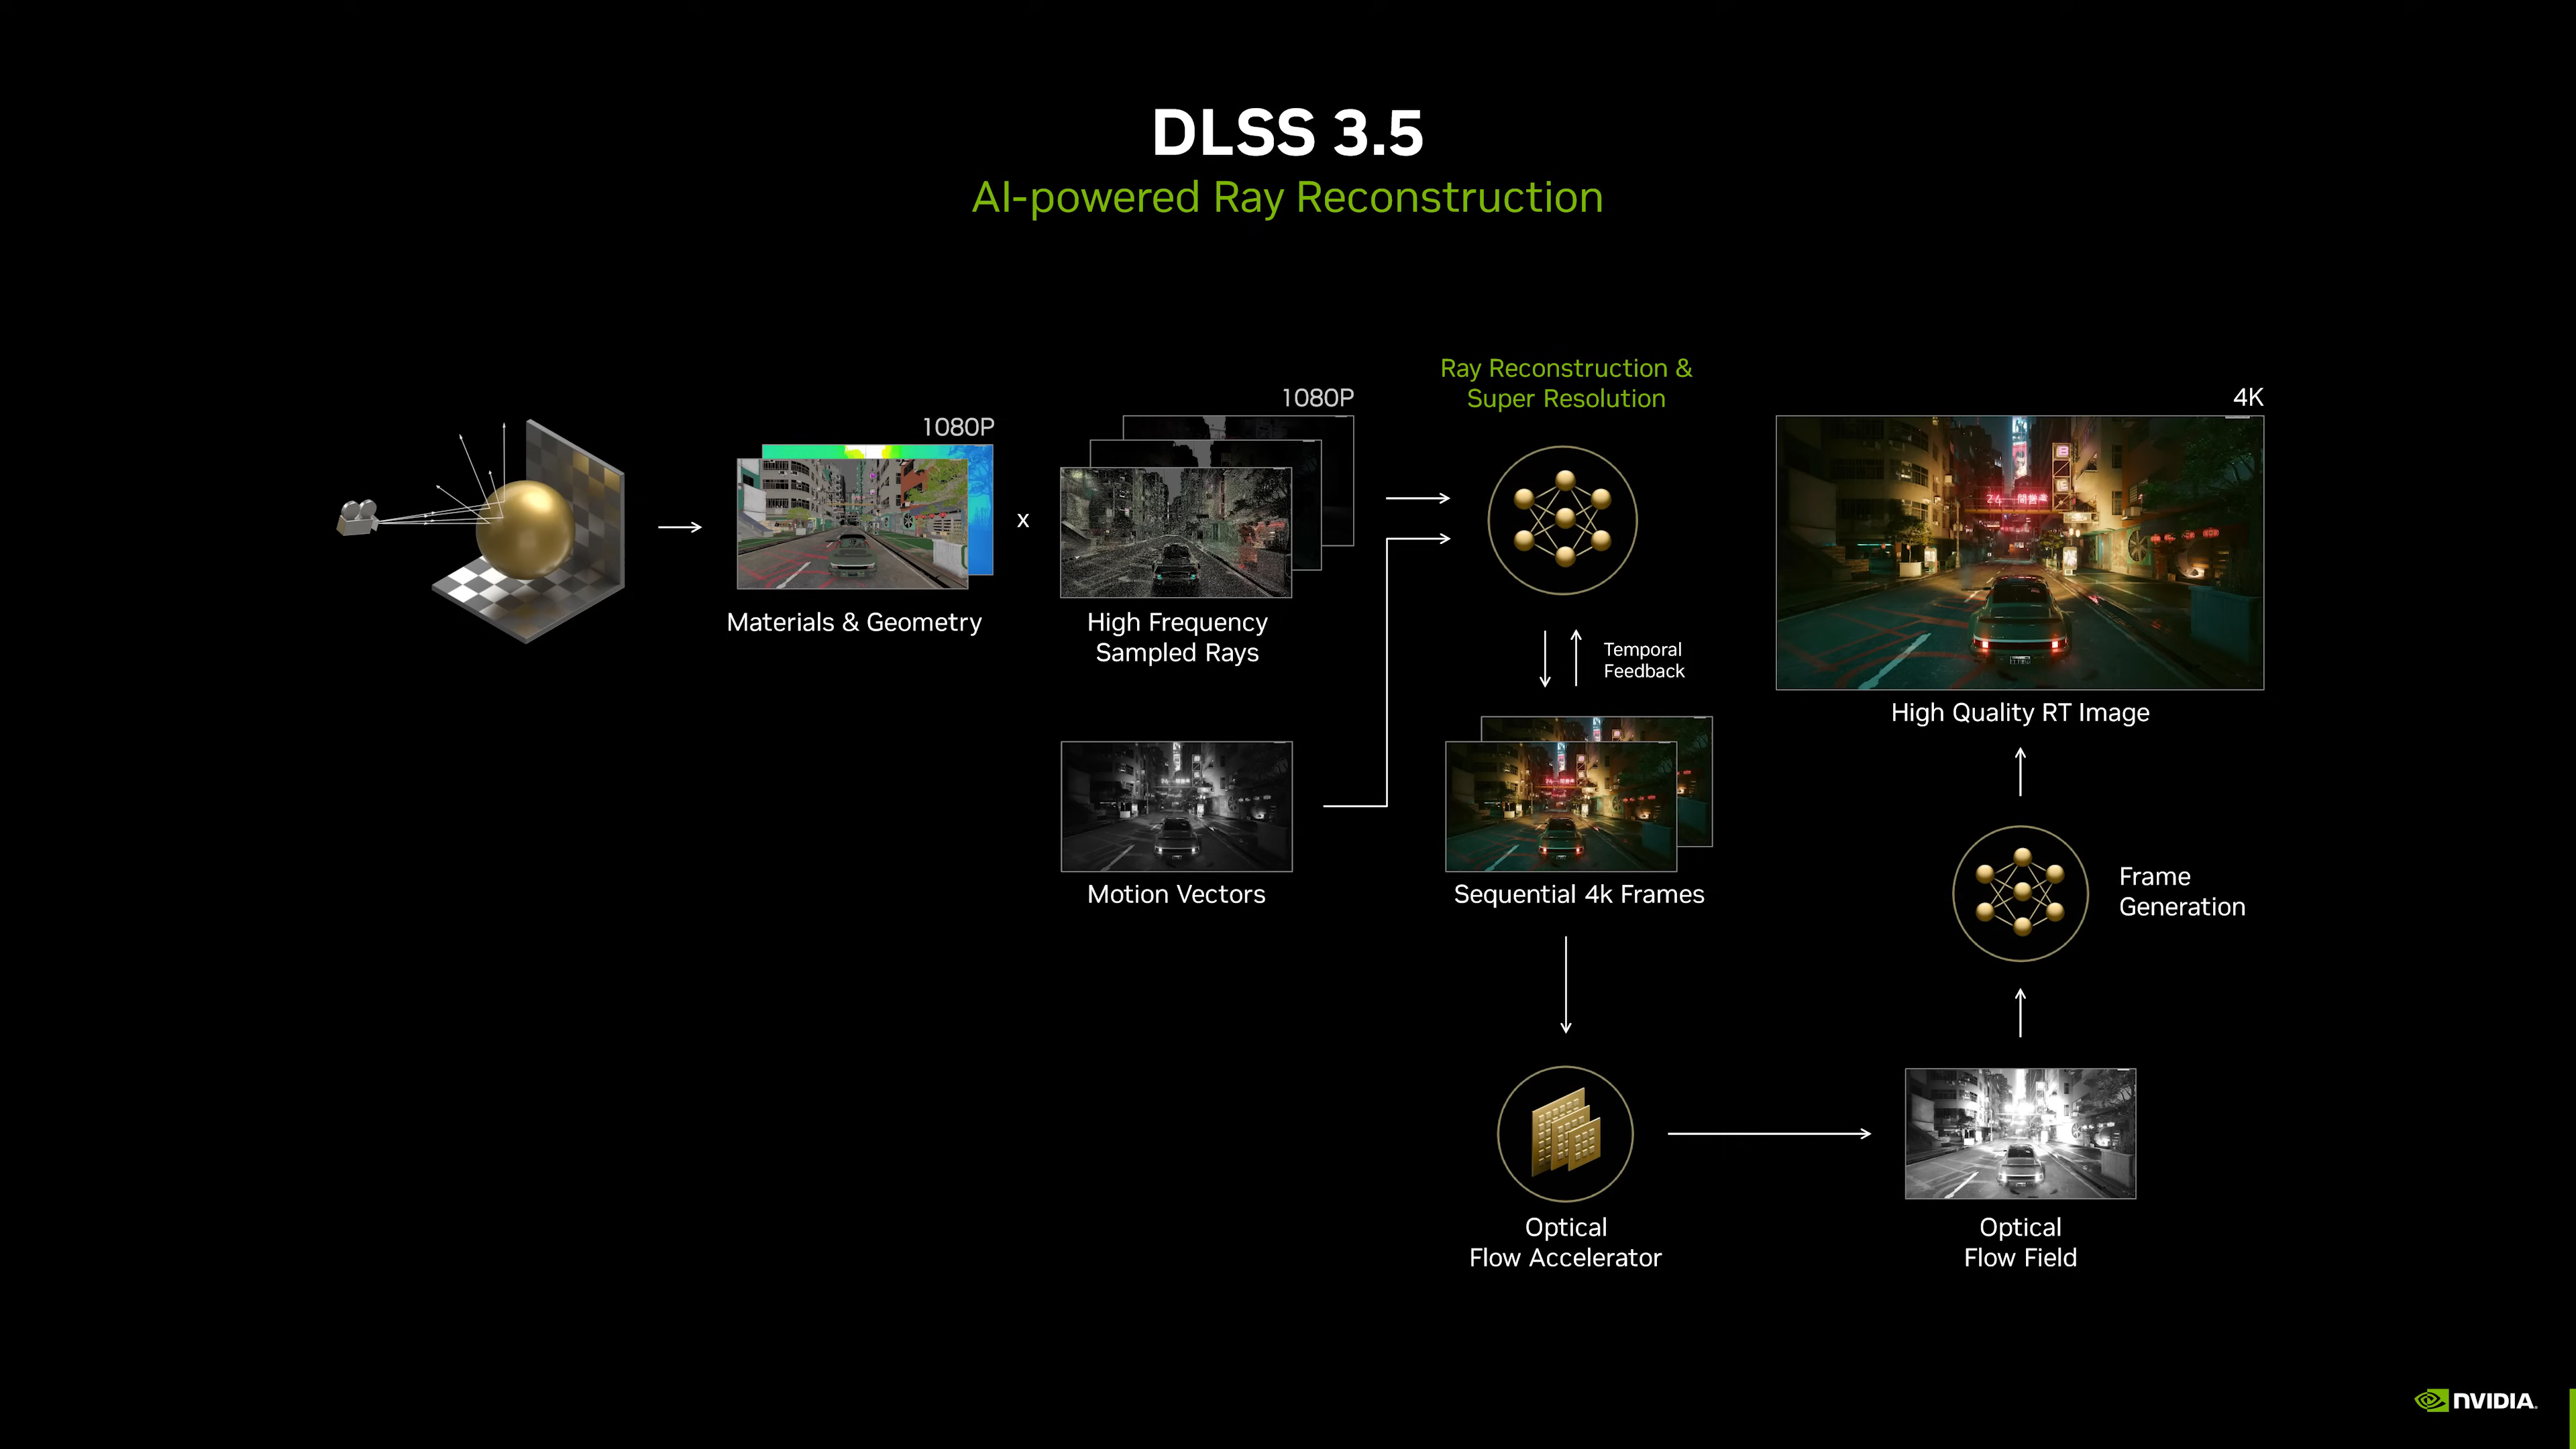 DLSS 3.5
AI-powered Ray Reconstruction
1080P
x
Materials & Geometry
1080P
High Frequency
Sampled Rays
Motion Vectors
Ray Reconstruction &
Super Resolution
Temporal
Feedback
Sequential 4k Frames
Optical
Flow Accelerator
Optical
Flow Field
Frame
Generation
4K
High Quality RT Image
NVIDIA.